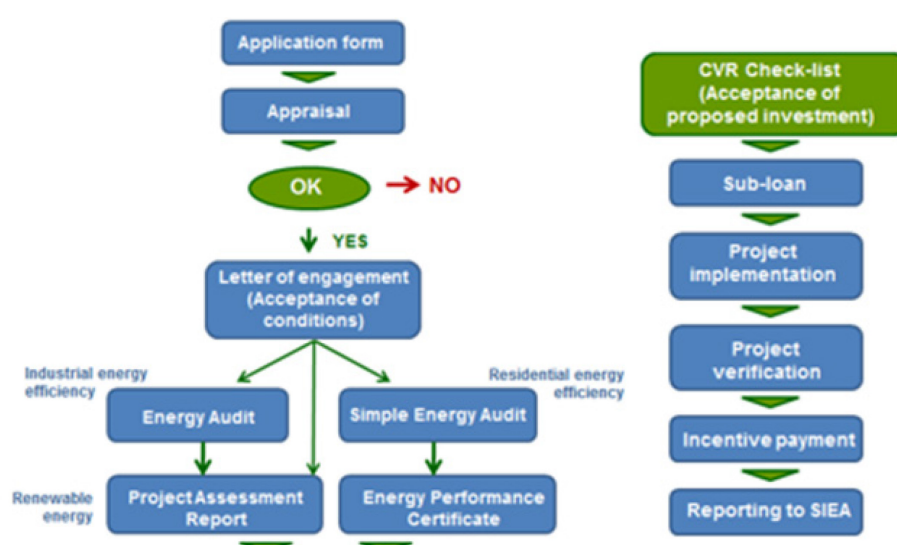 Application form
Appraisal
OK
NO
YES
Letter of engagement
(Acceptance of
conditions)
Industrial energy
efficiency
Residential energy
efficiency
Energy Audit
Simple Energy Audit
Renewable
energy
Project Assessment
Report
Energy Performance
Certificate
CVR Check-list
(Acceptance of
proposed investment)
Sub-loan
Project
implementation
Project
verification
Incentive payment
Reporting to SIEA